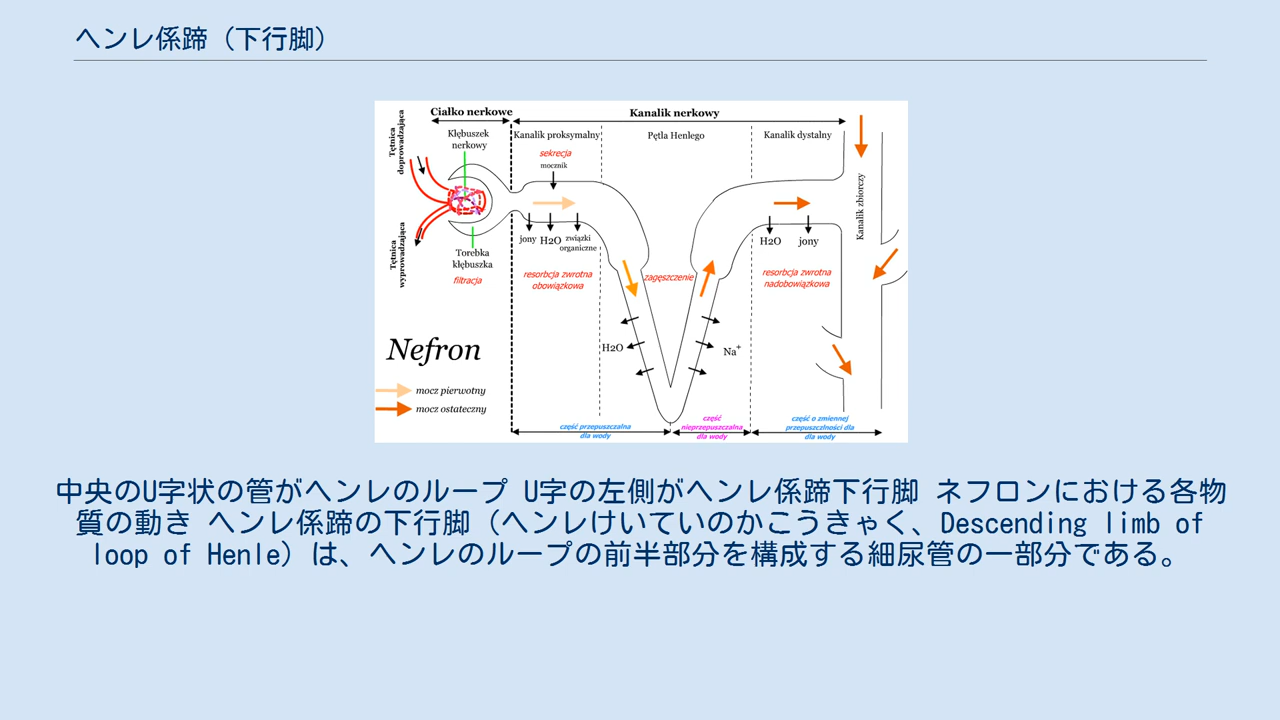 ヘンレ係蹄（下行脚）
Ciałko nerkowe
Kanalik nerkowy
Tętnica
doprowadzająca
Kłębuszek
nerkowy
Kanalik proksymalny
Pętla Henlego
Kanalik dystalny
sekrecja
mocznik
Kanalik zbiorczy
Tętnica
wyprowadzająca
jony
H2O
związki
organiczne
H2O
jony
Torebka
kłębuszka
filtracja
resorbcja zwrotna
obowiązkowa
zagęszczenie
resorbcja zwrotna
nadobowiązkowa
Nefron
H2O
Na+
mocz pierwotny
mocz ostateczny
część przepuszczalna
dla wody
część
nieprzepuszczalna
dla wody
część o zmiennej
przepuszczlności dla
dla wody
中央のU字状の管がヘンレのループ U字の左側がヘンレ係蹄下行脚 ネフロンにおける各物
質の動き ヘンレ係蹄の下行脚（ヘンレけいていのかこうきゃく、Descending limb of
loop of Henle）は、ヘンレのループの前半部分を構成する細尿管の一部分である。